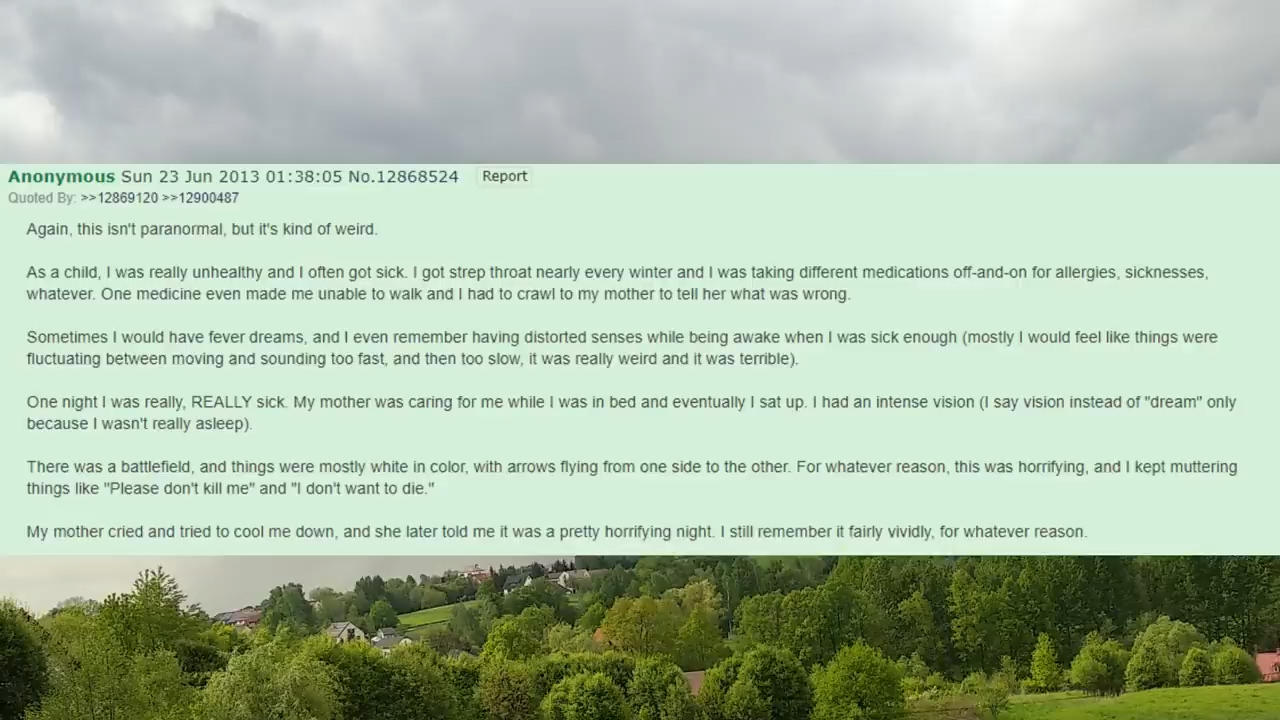 Anonymous Sun 23 Jun 2013 01:38:05 No.12868524 Report
Quoted By: >>12869120 >>12900487
Again, this isn't paranormal, but it's kind of weird.
As a child, I was really unhealthy and I often got sick. I got strep throat nearly every winter and I was taking different medications off-and-on for allergies, sicknesses,
whatever. One medicine even made me unable to walk and I had to crawl to my mother to tell her what was wrong.
Sometimes I would have fever dreams, and I even remember having distorted senses while being awake when I was sick enough (mostly I would feel like things were
fluctuating between moving and sounding too fast, and then too slow, it was really weird and it was terrible).
One night I was really, REALLY sick. My mother was caring for me while I was in bed and eventually I sat up. I had an intense vision (I say vision instead of "dream" only
because I wasn't really asleep).
There was a battlefield, and things were mostly white in color, with arrows flying from one side to the other. For whatever reason, this was horrifying, and I kept muttering
things like "Please don't kill me" and "I don't want to die."
My mother cried and tried to cool me down, and she later told me it was a pretty horrifying night. I still remember it fairly vividly, for whatever reason.